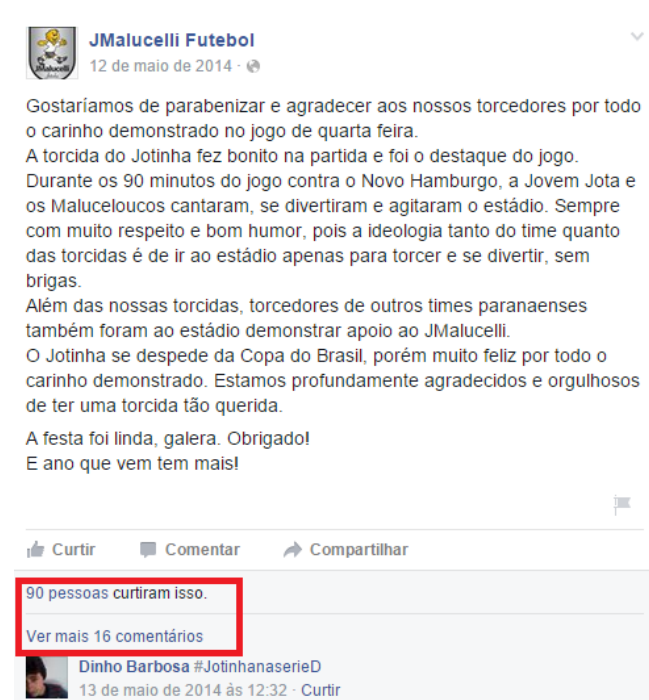 JMalucelli Futebol
12 de maio de 2014 ·
Gostaríamos de parabenizar e agradecer aos nossos torcedores por todo
o carinho demonstrado no jogo de quarta feira.
A torcida do Jotinha fez bonito na partida e foi o destaque do jogo.
Durante os 90 minutos do jogo contra o Novo Hamburgo, a Jovem Jota e
os Maluceloucos cantaram, se divertiram e agitaram o estádio. Sempre
com muito respeito e bom humor, pois a ideologia tanto do time quanto
das torcidas é de ir ao estádio apenas para torcer e se divertir, sem
brigas.
Além das nossas torcidas, torcedores de outros times paranaenses
também foram ao estádio demonstrar apoio ao JMalucelli.
O Jotinha se despede da Copa do Brasil, porém muito feliz por todo o
carinho demonstrado. Estamos profundamente agradecidos e orgulhosos
de ter uma torcida tão querida.
A festa foi linda, galera. Obrigado!
E ano que vem tem mais!
Curtir Comentar Compartilhar
90 pessoas curtiram isso.
Ver mais 16 comentários
Dinho Barbosa #JotinhanaserieD
13 de maio de 2014 às 12:32 · Curtir